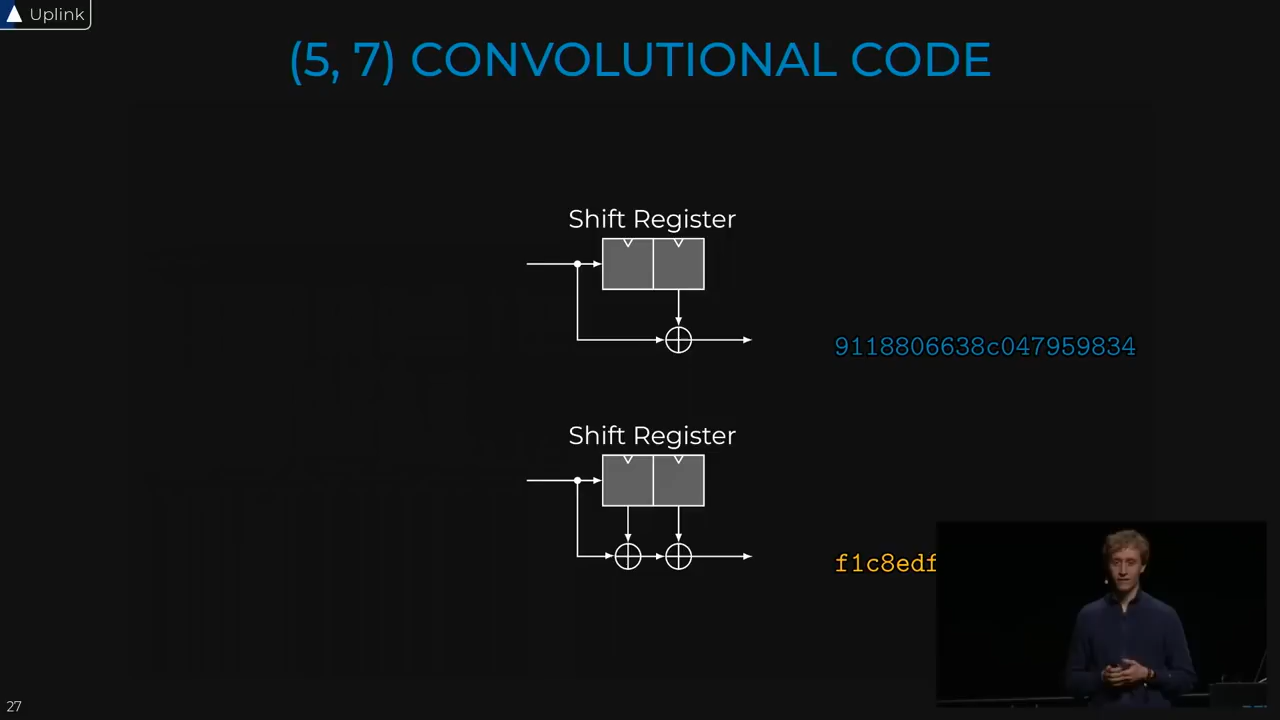 Uplink
(5, 7) CONVOLUTIONAL CODE
Shift Register
9118806638c047959834
Shift Register
f1c8edf
27